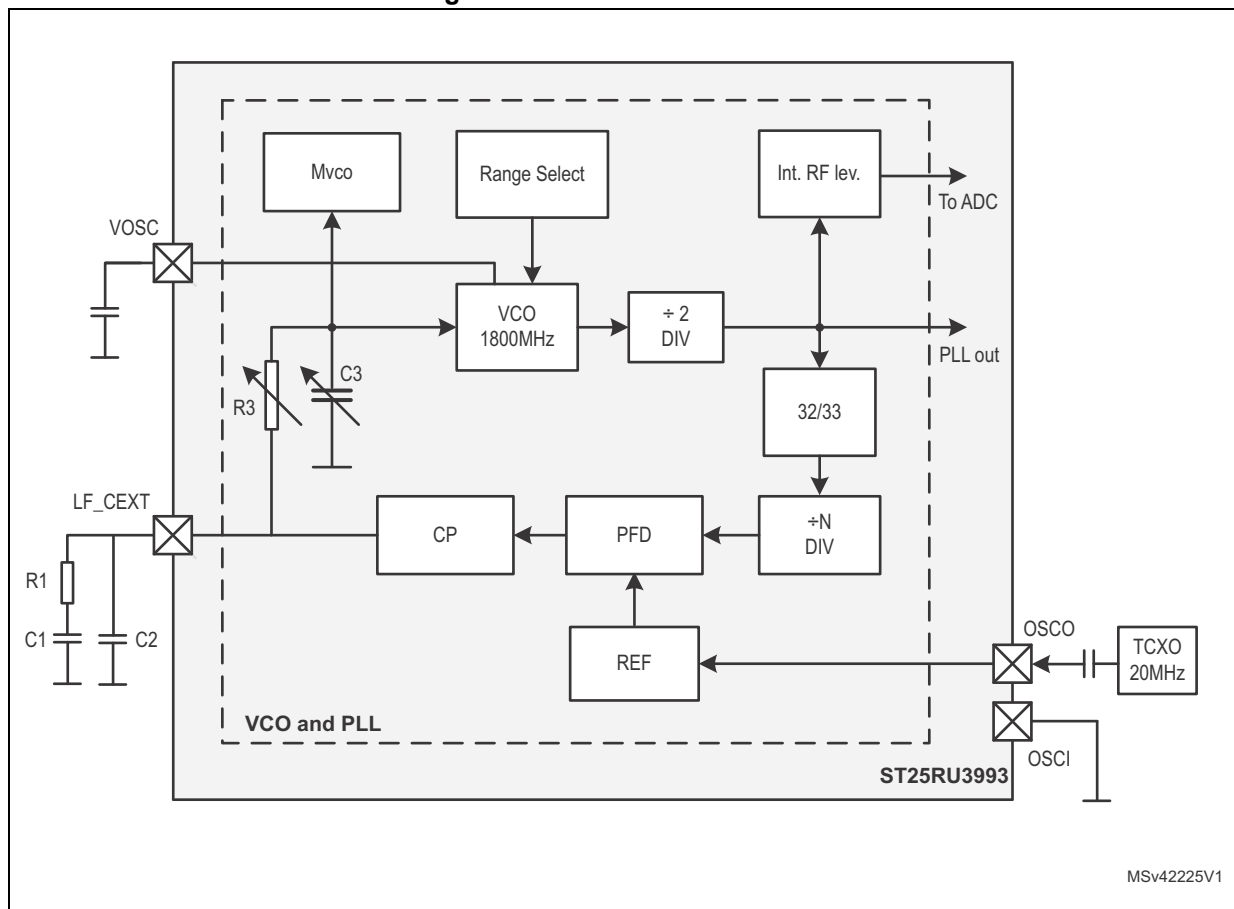 Mvco
Range Select
Int. RF lev.
To ADC
VOSC
VCO
1800MHz
÷ 2
DIV
PLL out
C3
R3
32/33
LF_CEXT
CP
PFD
÷N
DIV
R1
C1
C2
REF
OSCO
TCXO
20MHz
VCO and PLL
OSCI
ST25RU3993
MSv42225V1